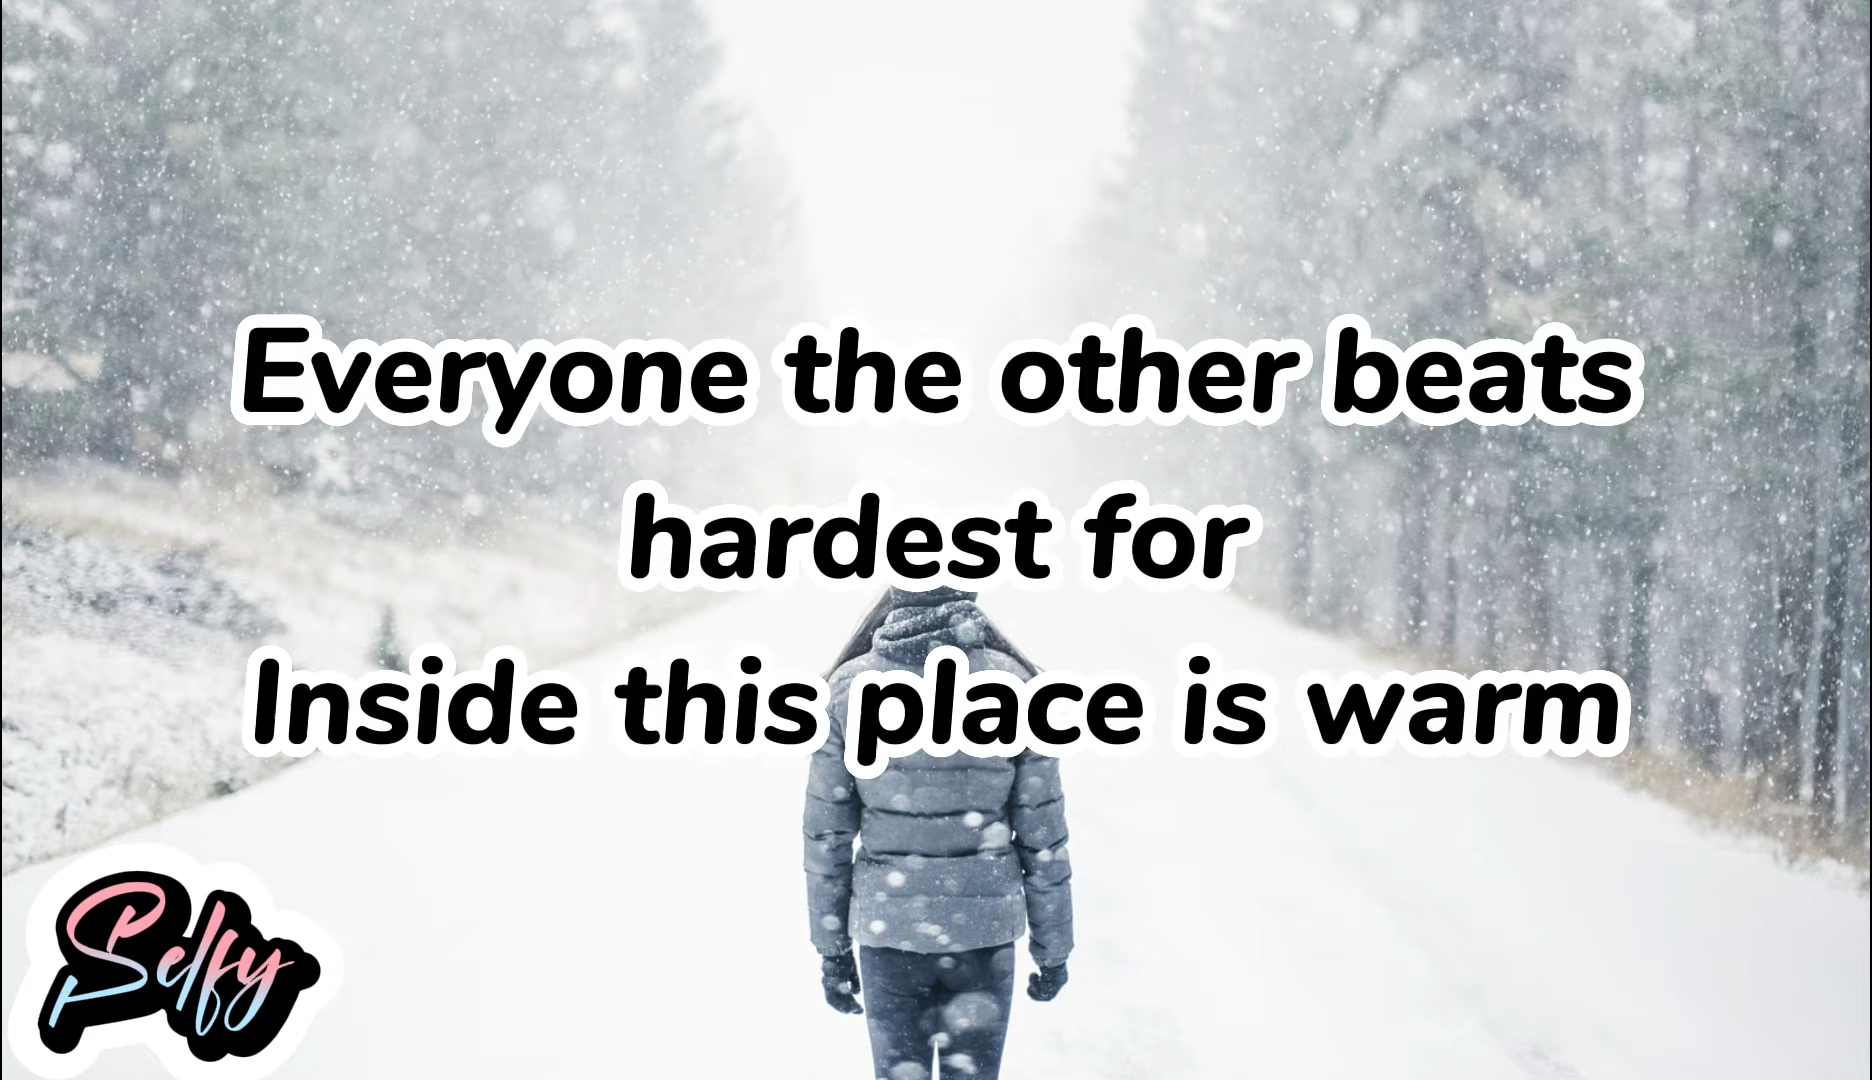 Everyone the other beats
hardest for
Inside this place is warm
Selfy